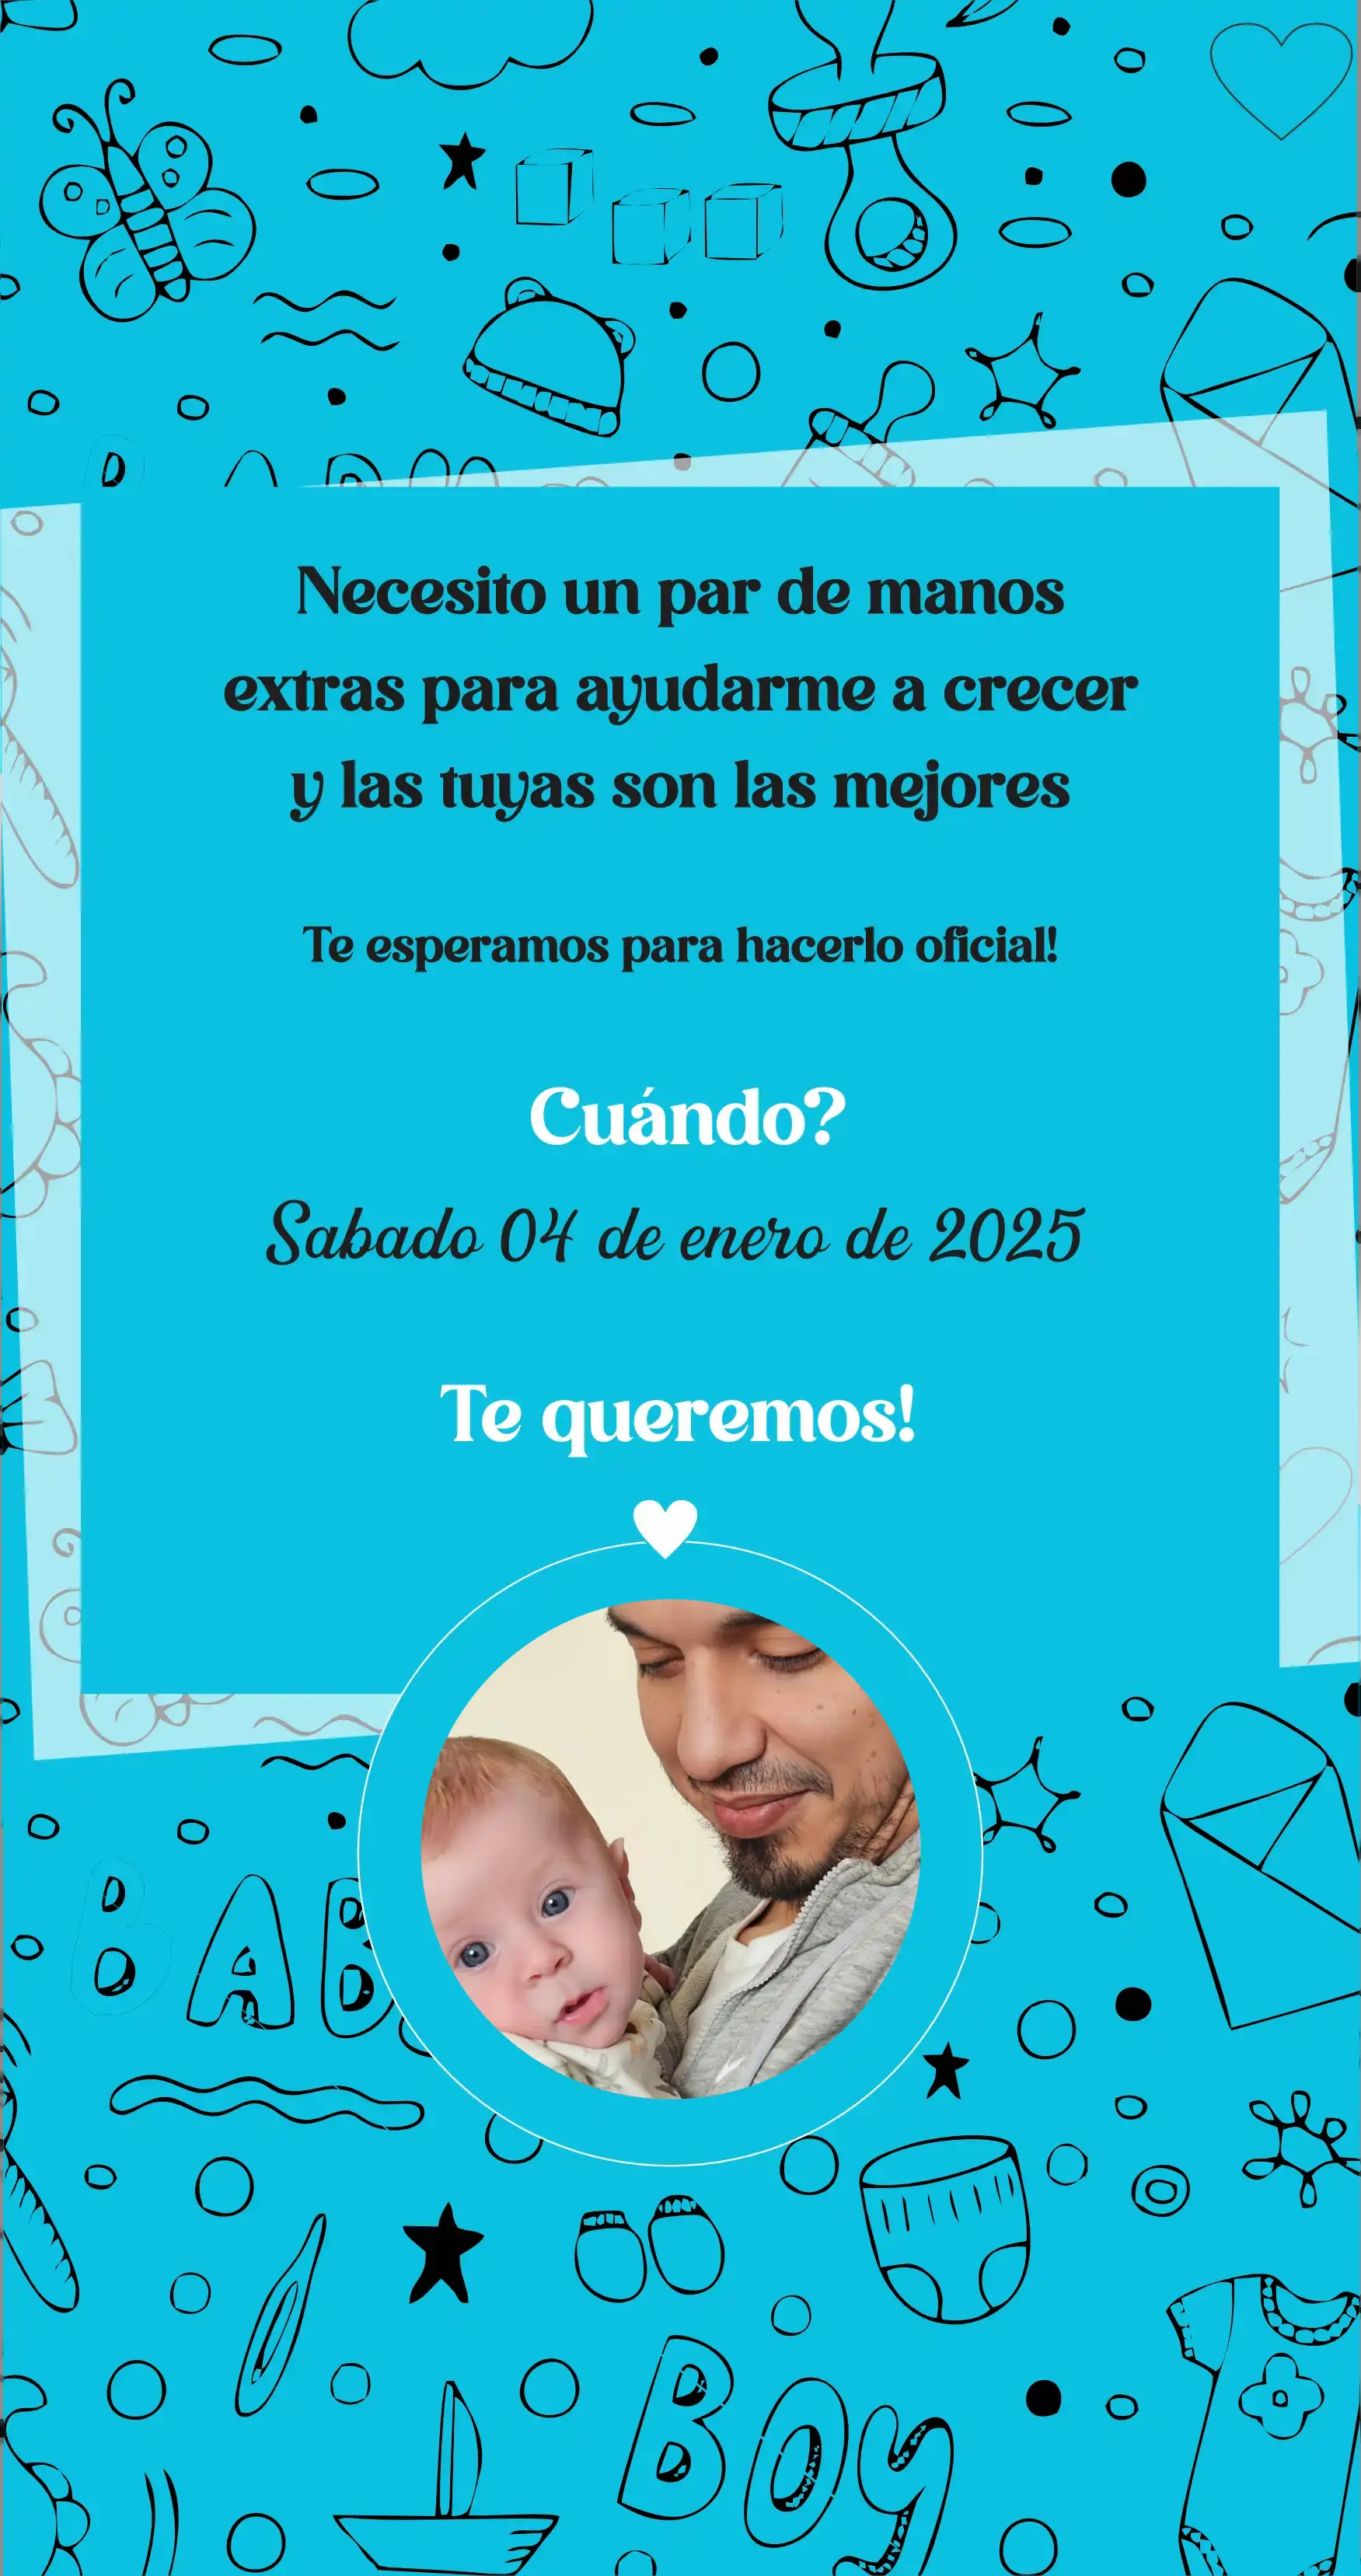 BABY
Necesito un par de manos
extras para ayudarme a crecer
y las tuyas son las mejores
Te esperamos para hacerlo oficial!
Cuándo?
Sabado 04 de enero de 2025
Te queremos!
BAB
Boy